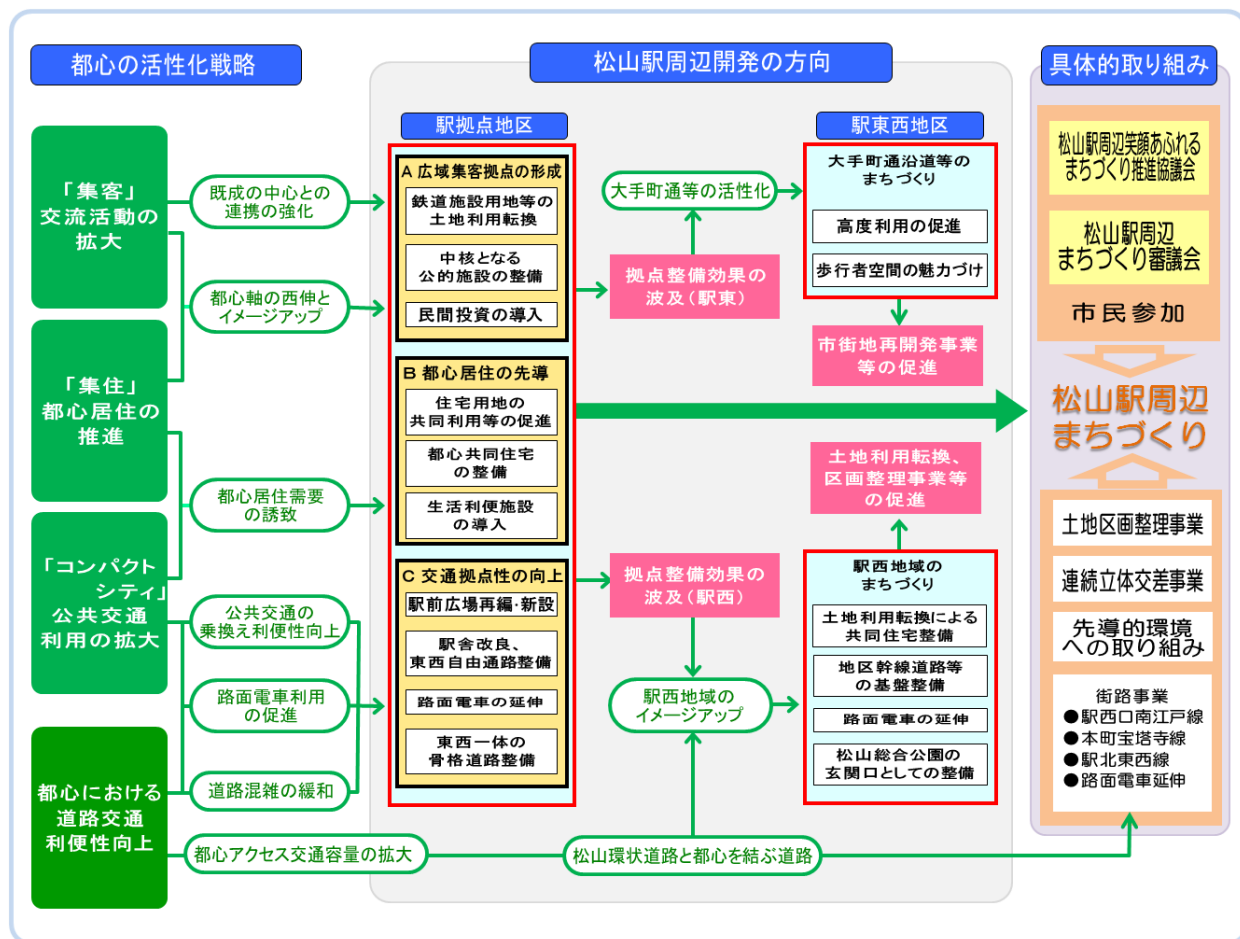 都心の活性化戦略
松山駅周辺開発の方向
具体的取り組み
「集客」
交流活動の
拡大
「集住」
都心居住の
推進
「コンパクト
シティ」
公共交通
利用の拡大
都心における
道路交通
利便性向上
既成の中心との
連携の強化
都心軸の西伸と
イメージアップ
都心居住需要
の誘致
公共交通の
乗換え利便性向上
路面電車利用
の促進
道路混雑の緩和
都心アクセス交通容量の拡大
駅拠点地区
A 広域集客拠点の形成
鉄道施設用地等の
土地利用転換
中核となる
公的施設の整備
民間投資の導入
B 都心居住の先導
住宅用地の
共同利用等の促進
都心共同住宅
の整備
生活利便施設
の導入
C 交通拠点性の向上
駅前広場再編・新設
駅舎改良、
東西自由通路整備
路面電車の延伸
東西一体の
骨格道路整備
大手町通等の活性化
拠点整備効果の
波及(駅東)
拠点整備効果の
波及(駅西)
駅西地域の
イメージアップ
松山環状道路と都心を結ぶ道路
駅東西地区
大手町通沿道等の
まちづくり
高度利用の促進
歩行者空間の魅力づけ
市街地再開発事業
等の促進
土地利用転換、
区画整理事業等
の促進
駅西地域の
まちづくり
土地利用転換による
共同住宅整備
地区幹線道路等
の基盤整備
路面電車の延伸
松山総合公園の
玄関口としての整備
松山駅周辺笑顔あふれる
まちづくり推進協議会
松山駅周辺
まちづくり審議会
市民参加
松山駅周辺
まちづくり
土地区画整理事業
連続立体交差事業
先導的環境
への取り組み
街路事業
●駅西口南江戸線
●本町宝塔寺線
●駅北東西線
●路面電車延伸